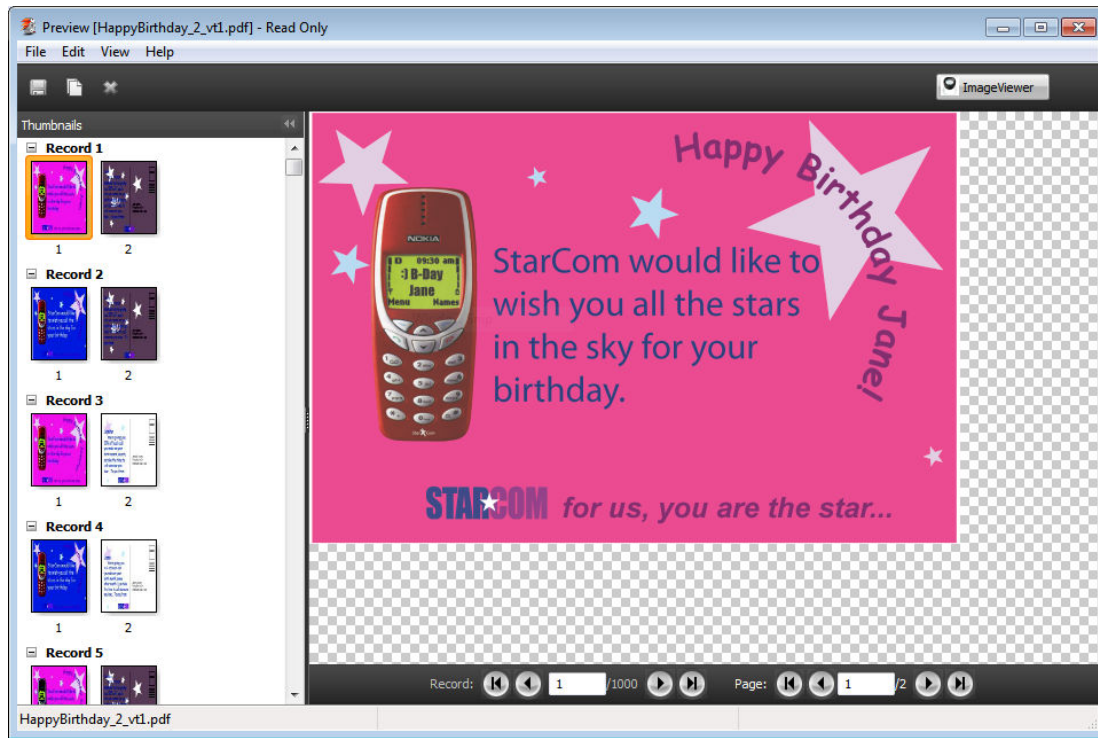 Preview [HappyBirthday_2_vt1.pdf] - Read Only
File Edit View Help
ImageViewer
Thumbnails
Record 1
1 2
Record 2
1 2
Record 3
1 2
Record 4
1 2
Record 5
Happy Birthday Jane!
NOKIA
09:30 am
:) B-Day
Jane
Menu Names
StarCom would like to
wish you all the stars
in the sky for your
birthday.
STARCOM for us, you are the star...
Record: 1 /1000 Page: 1 /2
HappyBirthday_2_vt1.pdf